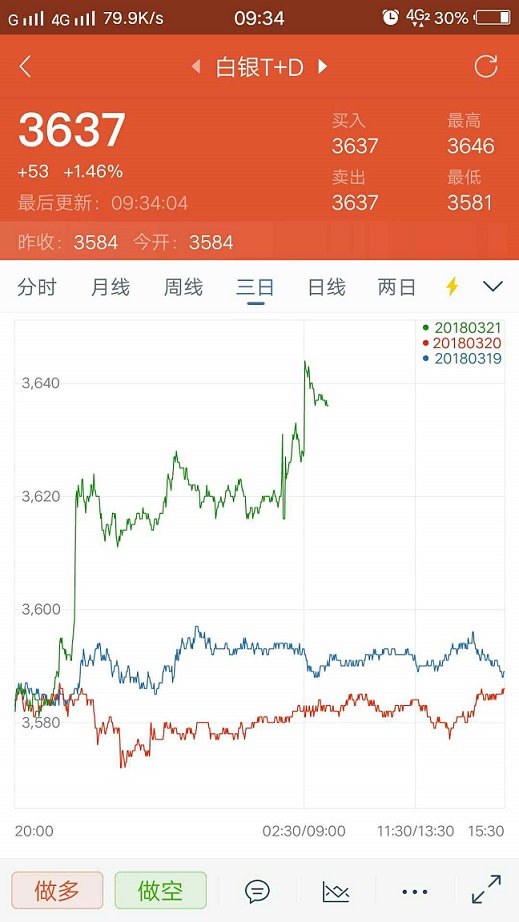 G 4G 79.9K/s 09:34 4G2 30%
白银T+D
3637
买入 最高
3637 3646
+53 +1.46%
卖出 最低
最后更新: 09:34:04
3637 3581
昨收: 3584 今开: 3584
分时 月线 周线 三日 日线 两日
20180321
20180320
20180319
3,640
3,620
3,600
3,580
20:00 02:30/09:00 11:30/13:30 15:30
做多 做空